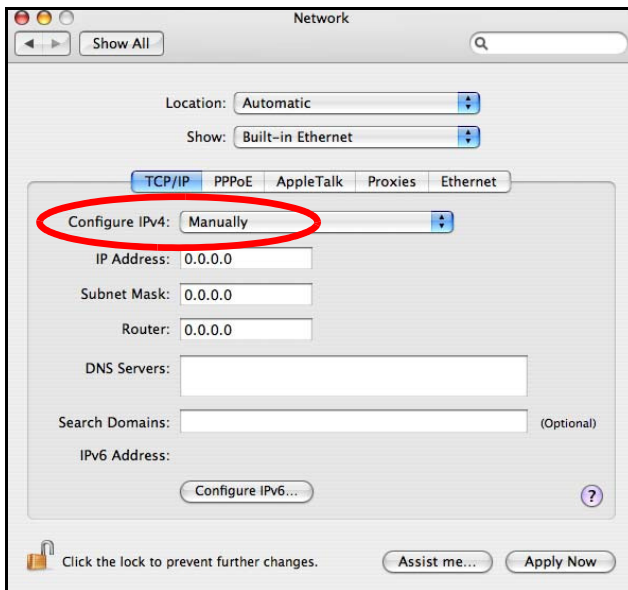 Network
Show All
Location: Automatic
Show: Built-in Ethernet
TCP/IP PPPoE AppleTalk Proxies Ethernet
Configure IPv4: Manually
IP Address: 0.0.0.0
Subnet Mask: 0.0.0.0
Router: 0.0.0.0
DNS Servers:
Search Domains: (Optional)
IPv6 Address:
Configure IPv6...
?
Click the lock to prevent further changes. Assist me... Apply Now